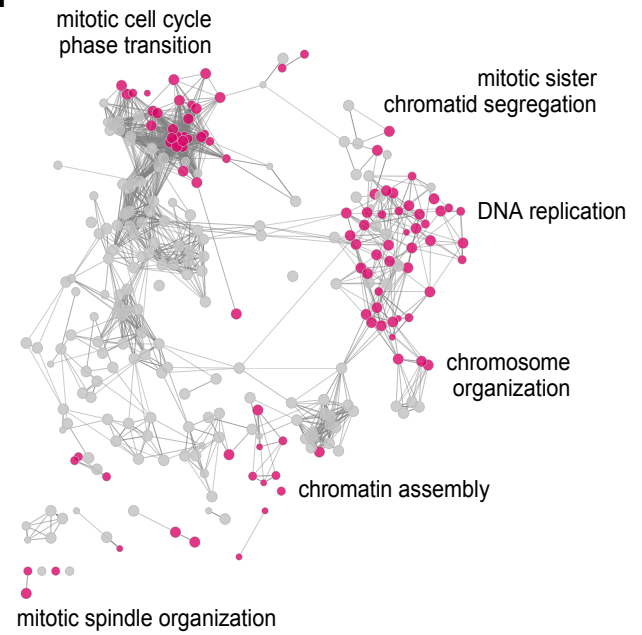 mitotic cell cycle
phase transition
mitotic sister
chromatid segregation
DNA replication
chromosome
organization
chromatin assembly
mitotic spindle organization